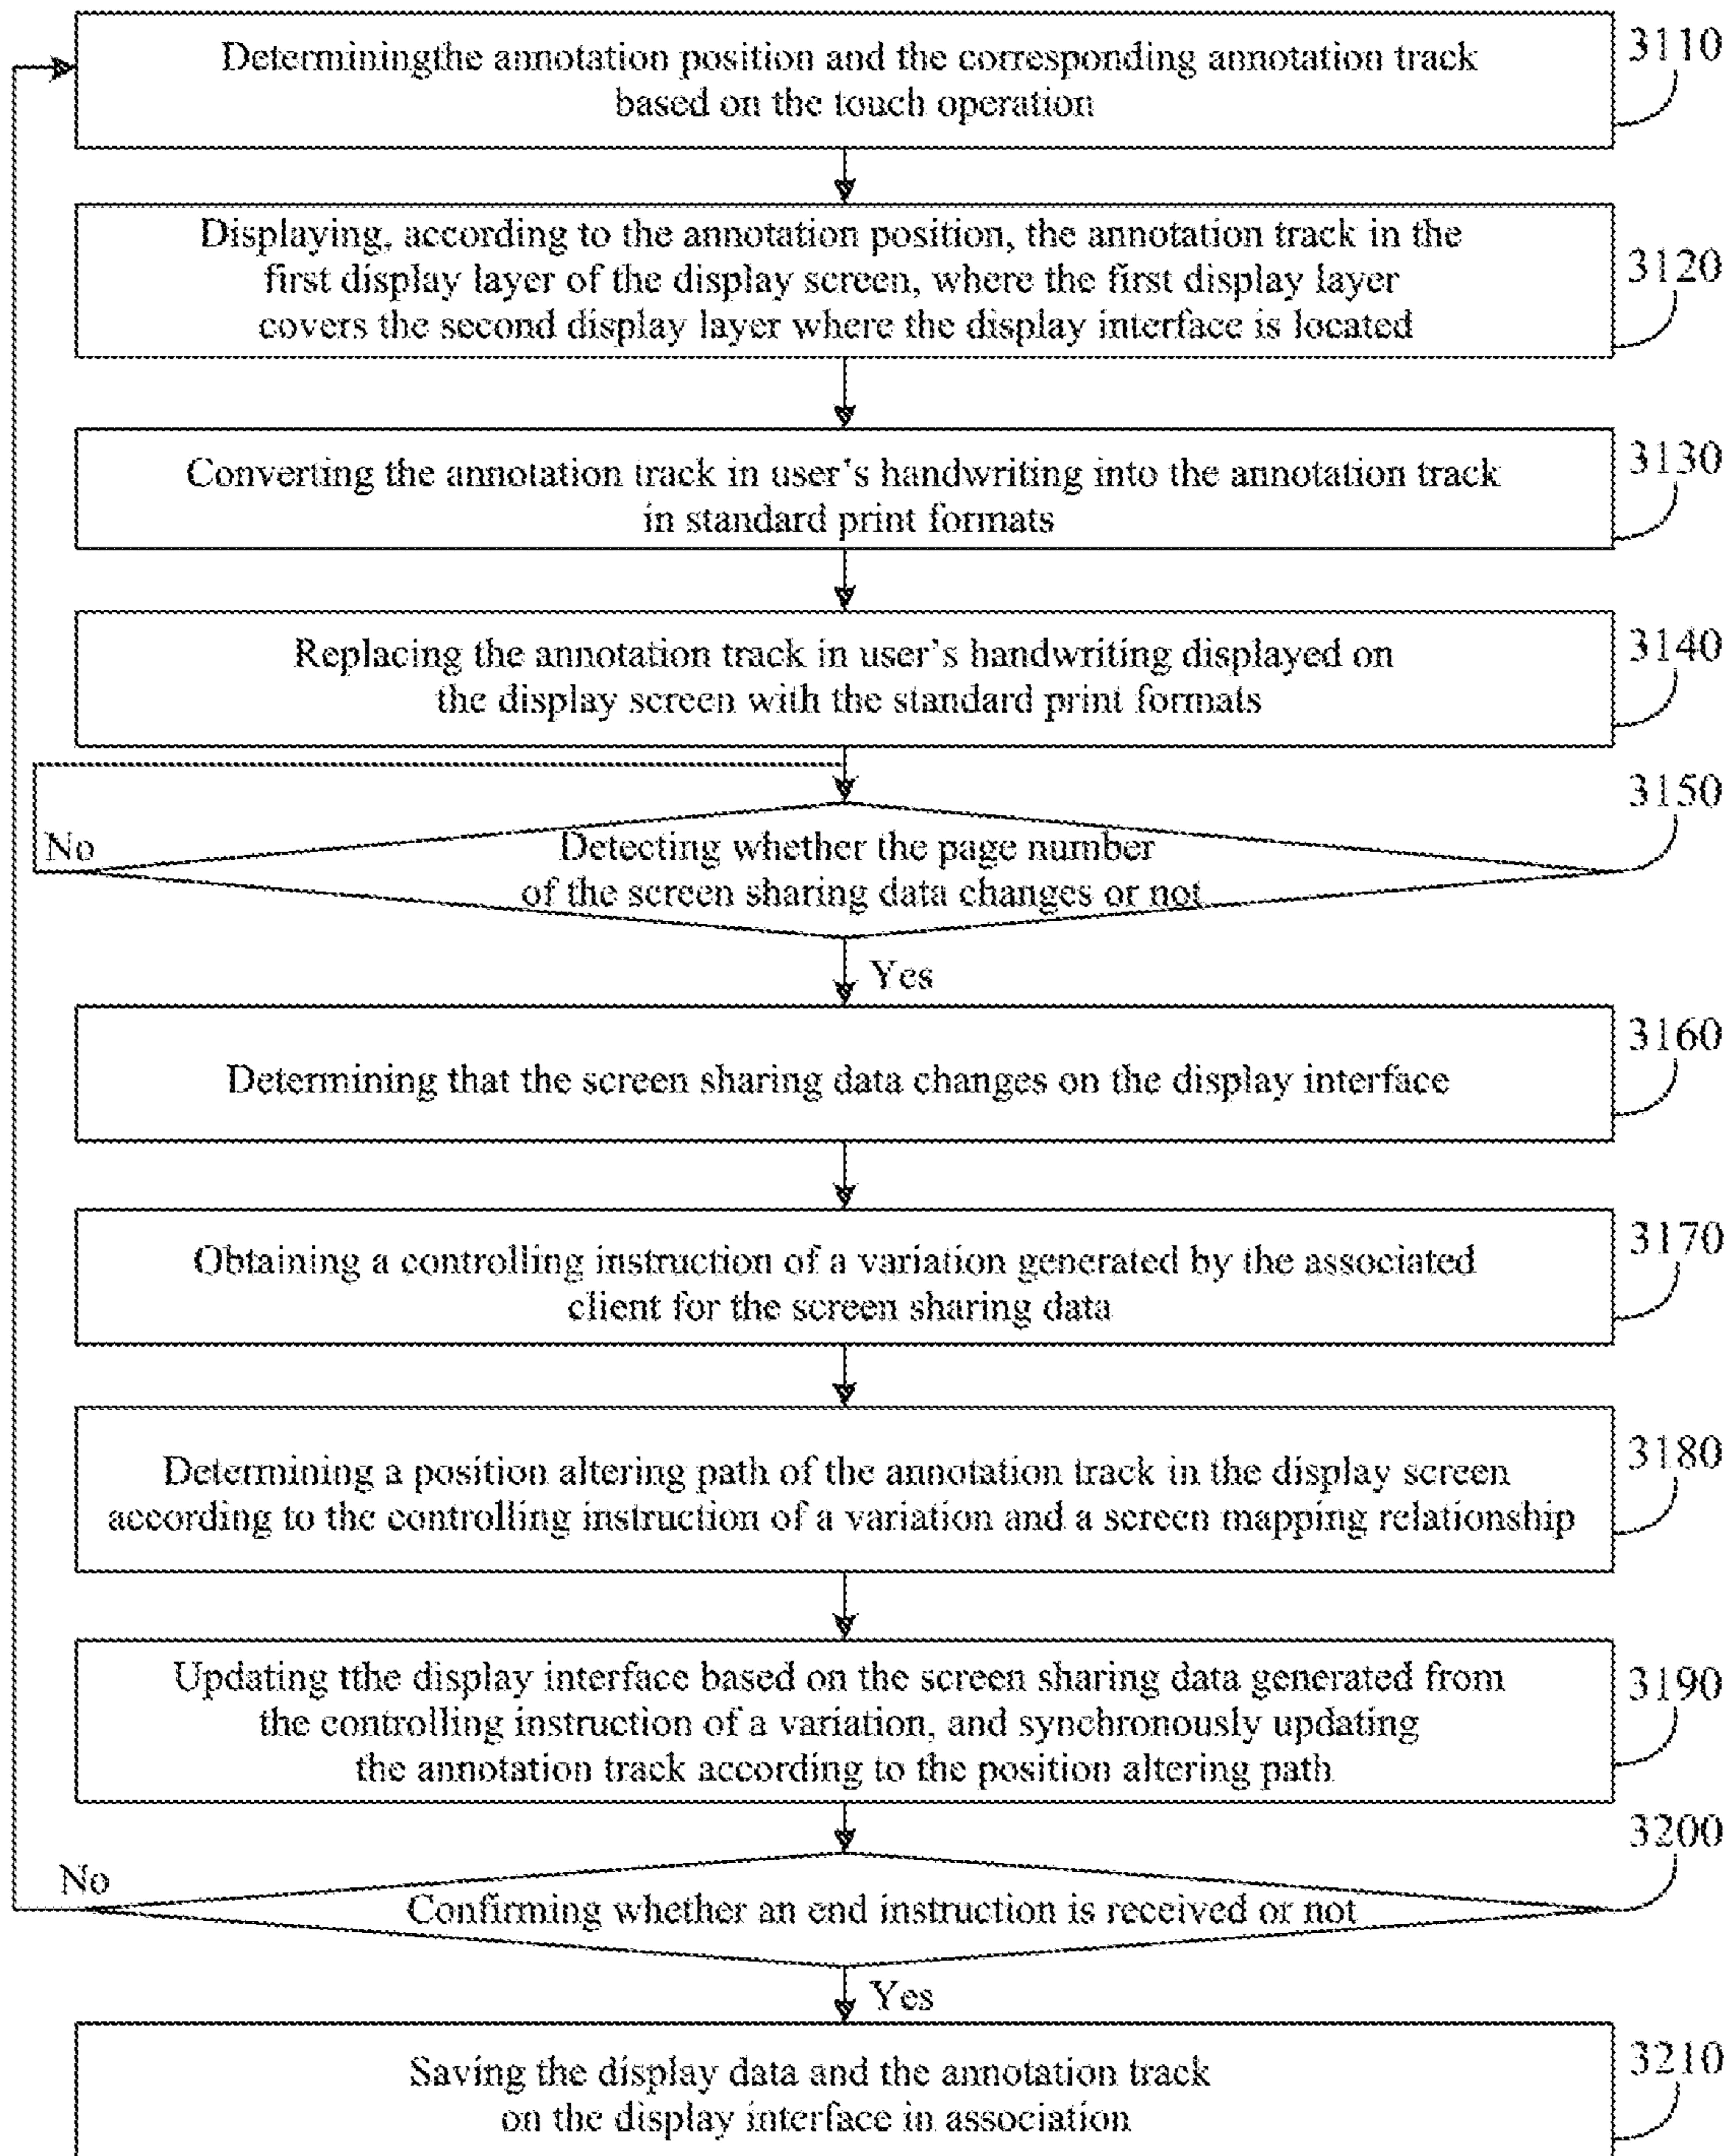 Determiningthe annotation position and the corresponding annotation track
based on the touch operation
3110
Displaying, according to the annotation position, the annotation track in the
first display layer of the display screen, where the first display layer
covers the second display layer where the display interface is located
3120
Converting the annotation track in user's handwriting into the annotation track
in standard print formats
3130
Replacing the annotation track in user's handwriting displayed on
the display screen with the standard print formats
3140
3150
No
Detecting whether the page number
of the screen sharing data changes or not
Yes
3160
Determining that the screen sharing data changes on the display interface
Obtaining a controlling instruction of a variation generated by the associated
client for the screen sharing data
3170
Determining a position altering path of the annotation track in the display screen
according to the controlling instruction of a variation and a screen mapping relationship
3180
Updating tthe display interface based on the screen sharing data generated from
the controlling instruction of a variation, and synchronously updating
the annotation track according to the position altering path
3190
3200
No
Confirming whether an end instruction is received or not
Yes
Saving the display data and the annotation track
on the display interface in association
3210